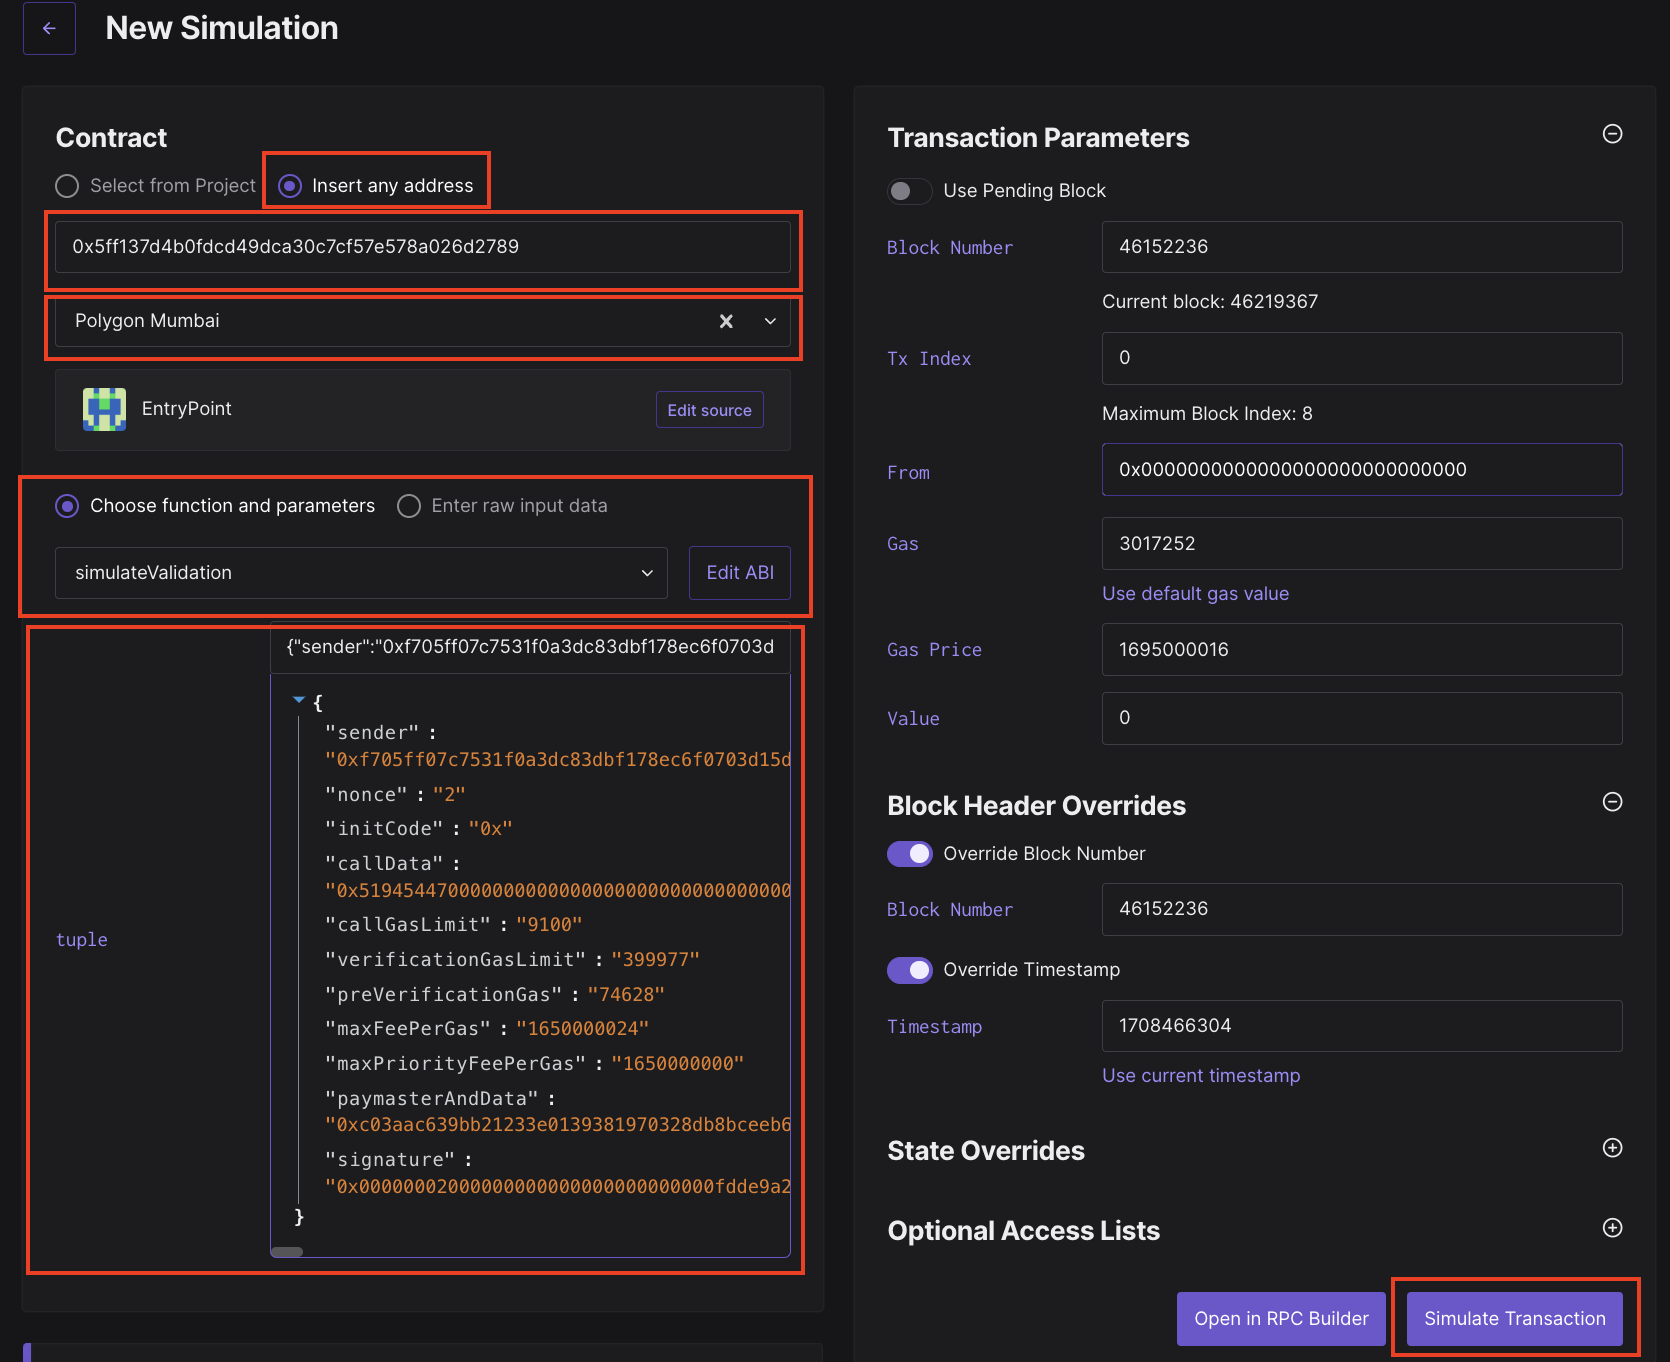 New Simulation
Contract
Select from Project
Insert any address
0x5ff137d4b0fdcd49dca30c7cf57e578a026d2789
Polygon Mumbai
EntryPoint
Edit source
Choose function and parameters
Enter raw input data
simulateValidation
Edit ABI
tuple
{"sender":"0xf705ff07c7531f0a3dc83dbf178ec6f0703d
{
"sender" :
"0xf705ff07c7531f0a3dc83dbf178ec6f0703d15d
"nonce" : "2"
"initCode" : "0x"
"callData" :
"0x51945447000000000000000000000000000000
"callGasLimit" : "9100"
"verificationGasLimit" : "399977"
"preVerificationGas" : "74628"
"maxFeePerGas" : "1650000024"
"maxPriorityFeePerGas" : "1650000000"
"paymasterAndData" :
"0xc03aac639bb21233e0139381970328db8bceeb6
"signature" :
"0x00000002000000000000000000000000fdde9a2
}
Transaction Parameters
Use Pending Block
Block Number
46152236
Current block: 46219367
Tx Index
0
Maximum Block Index: 8
From
0x0000000000000000000000000000
Gas
3017252
Use default gas value
Gas Price
1695000016
Value
0
Block Header Overrides
Override Block Number
Block Number
46152236
Override Timestamp
Timestamp
1708466304
Use current timestamp
State Overrides
Optional Access Lists
Open in RPC Builder
Simulate Transaction